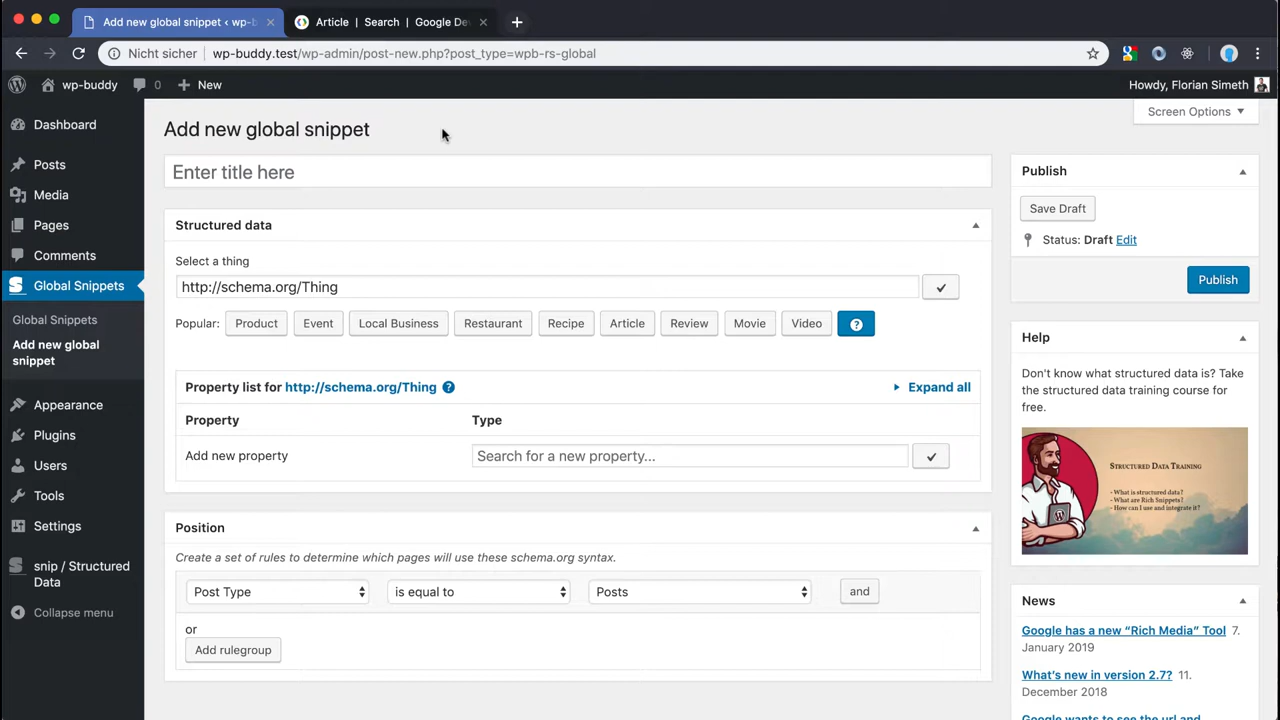 Add new global snippet ‹ wp-b
Article | Search | Google De
Nicht sicher | wp-buddy.test/wp-admin/post-new.php?post_type=wpb-rs-global
wp-buddy 0 + New
Howdy, Florian Simeth
Screen Options
Dashboard
Posts
Media
Pages
Comments
Global Snippets
Global Snippets
Add new global
snippet
Appearance
Plugins
Users
Tools
Settings
snip / Structured
Data
Collapse menu
Add new global snippet
Enter title here
Structured data
Select a thing
http://schema.org/Thing
Popular: Product Event Local Business Restaurant Recipe Article Review Movie Video ?
Property list for http://schema.org/Thing ?
Expand all
Property Type
Add new property Search for a new property...
Position
Create a set of rules to determine which pages will use these schema.org syntax.
Post Type is equal to Posts and
or
Add rulegroup
Publish
Save Draft
Status: Draft Edit
Publish
Help
Don't know what structured data is? Take
the structured data training course for
free.
Structured Data Training
- What is structured data?
- What are Rich Snippets?
- How can I use and integrate it?
News
Google has a new “Rich Media” Tool 7.
January 2019
What's new in version 2.7? 11.
December 2018
Google wants to see the url and